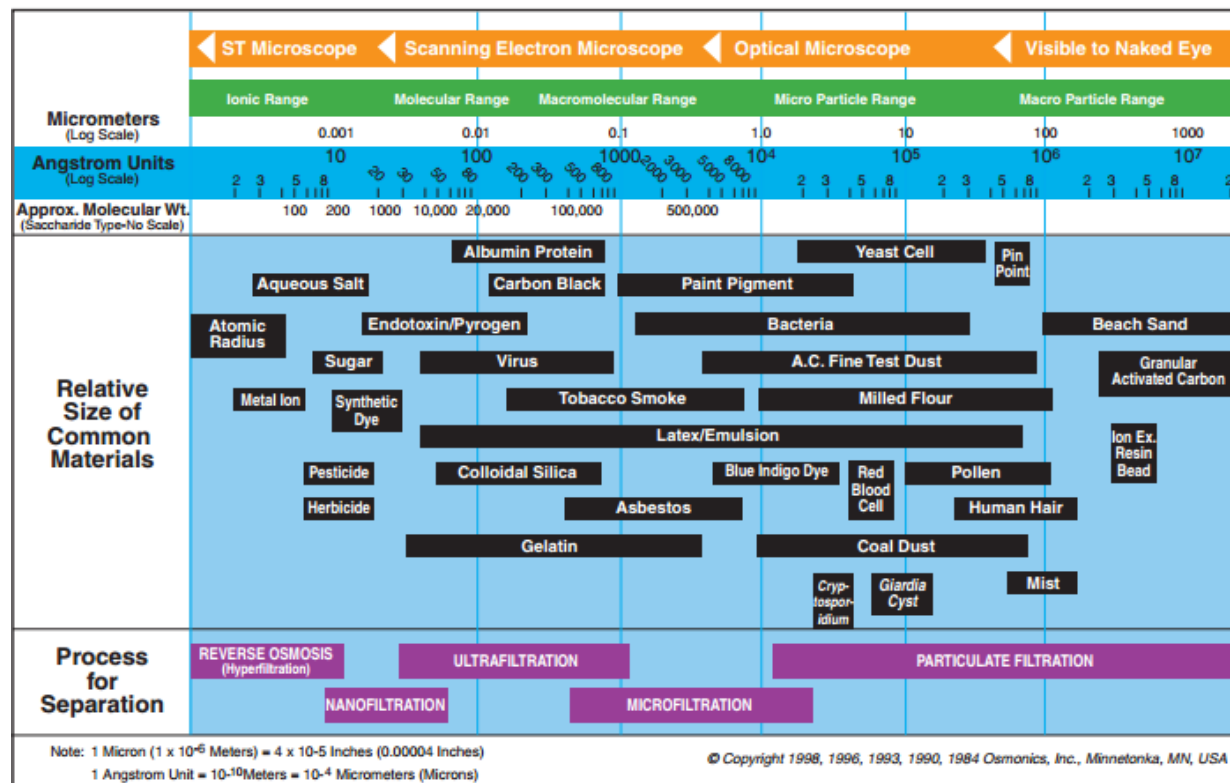 ST Microscope Scanning Electron Microscope Optical Microscope Visible to Naked Eye
Ionic Range Molecular Range Macromolecular Range Micro Particle Range Macro Particle Range
Micrometers
(Log Scale)
0.001 0.01 0.1 1.0 10 100 1000
Angstrom Units
(Log Scale)
10 100 1000 10⁴ 10⁵ 10⁶ 10⁷
2 3 5 8 20 30 50 80 200 300 500 800 2000 3000 5000 8000 2 3 5 8 2 3 5 8 2 3 5 8 2
Approx. Molecular Wt.
(Saccharide Type-No Scale)
100 200 1000 10,000 20,000 100,000 500,000
Relative
Size of
Common
Materials
Albumin Protein
Yeast Cell
Pin
Point
Aqueous Salt
Carbon Black
Paint Pigment
Atomic
Radius
Endotoxin/Pyrogen
Bacteria
Beach Sand
Sugar
Virus
A.C. Fine Test Dust
Granular
Activated Carbon
Metal Ion
Synthetic
Dye
Tobacco Smoke
Milled Flour
Latex/Emulsion
Ion Ex.
Resin
Bead
Pesticide
Colloidal Silica
Blue Indigo Dye
Red
Blood
Cell
Pollen
Herbicide
Asbestos
Human Hair
Gelatin
Coal Dust
Cryp-
tospor-
idium
Giardia
Cyst
Mist
Process
for
Separation
REVERSE OSMOSIS
(Hyperfiltration)
ULTRAFILTRATION
PARTICULATE FILTRATION
NANOFILTRATION
MICROFILTRATION
Note: 1 Micron (1 x 10⁻⁶ Meters) = 4 x 10-5 Inches (0.00004 Inches)
1 Angstrom Unit = 10⁻¹⁰Meters = 10⁻⁴ Micrometers (Microns)
© Copyright 1998, 1996, 1993, 1990, 1984 Osmonics, Inc., Minnetonka, MN, USA